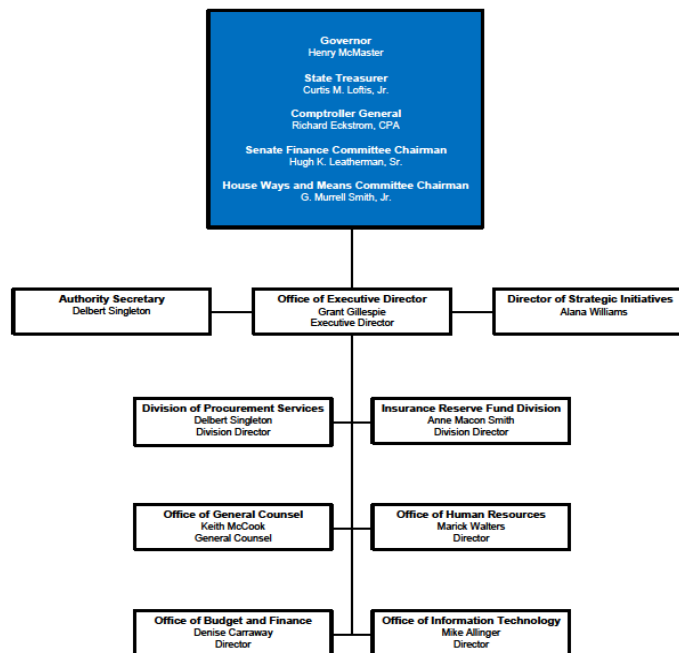 Governor
Henry McMaster
State Treasurer
Curtis M. Loftis, Jr.
Comptroller General
Richard Eckstrom, CPA
Senate Finance Committee Chairman
Hugh K. Leatherman, Sr.
House Ways and Means Committee Chairman
G. Murrell Smith, Jr.
Authority Secretary
Delbert Singleton
Office of Executive Director
Grant Gillespie
Executive Director
Director of Strategic Initiatives
Alana Williams
Division of Procurement Services
Delbert Singleton
Division Director
Insurance Reserve Fund Division
Anne Macon Smith
Division Director
Office of General Counsel
Keith McCook
General Counsel
Office of Human Resources
Marick Walters
Director
Office of Budget and Finance
Denise Carraway
Director
Office of Information Technology
Mike Allinger
Director